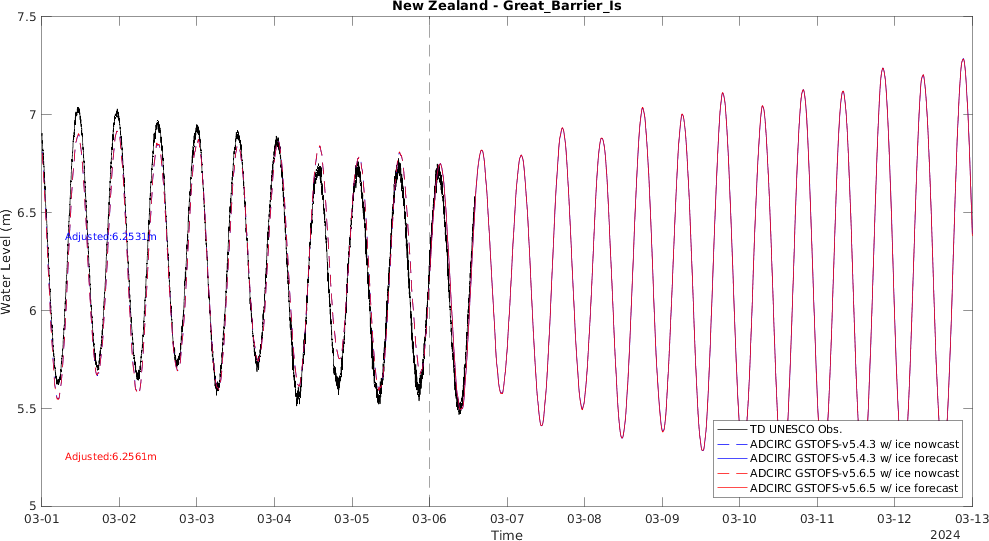 New Zealand - Great_Barrier_Is
7.5
7
6.5
6
5.5
5
Water Level (m)
Adjusted:6.2531m
Adjusted:6.2561m
TD UNESCO Obs.
ADCIRC GSTOFS-v5.4.3 w/ ice nowcast
ADCIRC GSTOFS-v5.4.3 w/ ice forecast
ADCIRC GSTOFS-v5.6.5 w/ ice nowcast
ADCIRC GSTOFS-v5.6.5 w/ ice forecast
03-01 03-02 03-03 03-04 03-05 03-06 03-07 03-08 03-09 03-10 03-11 03-12 03-13
Time
2024